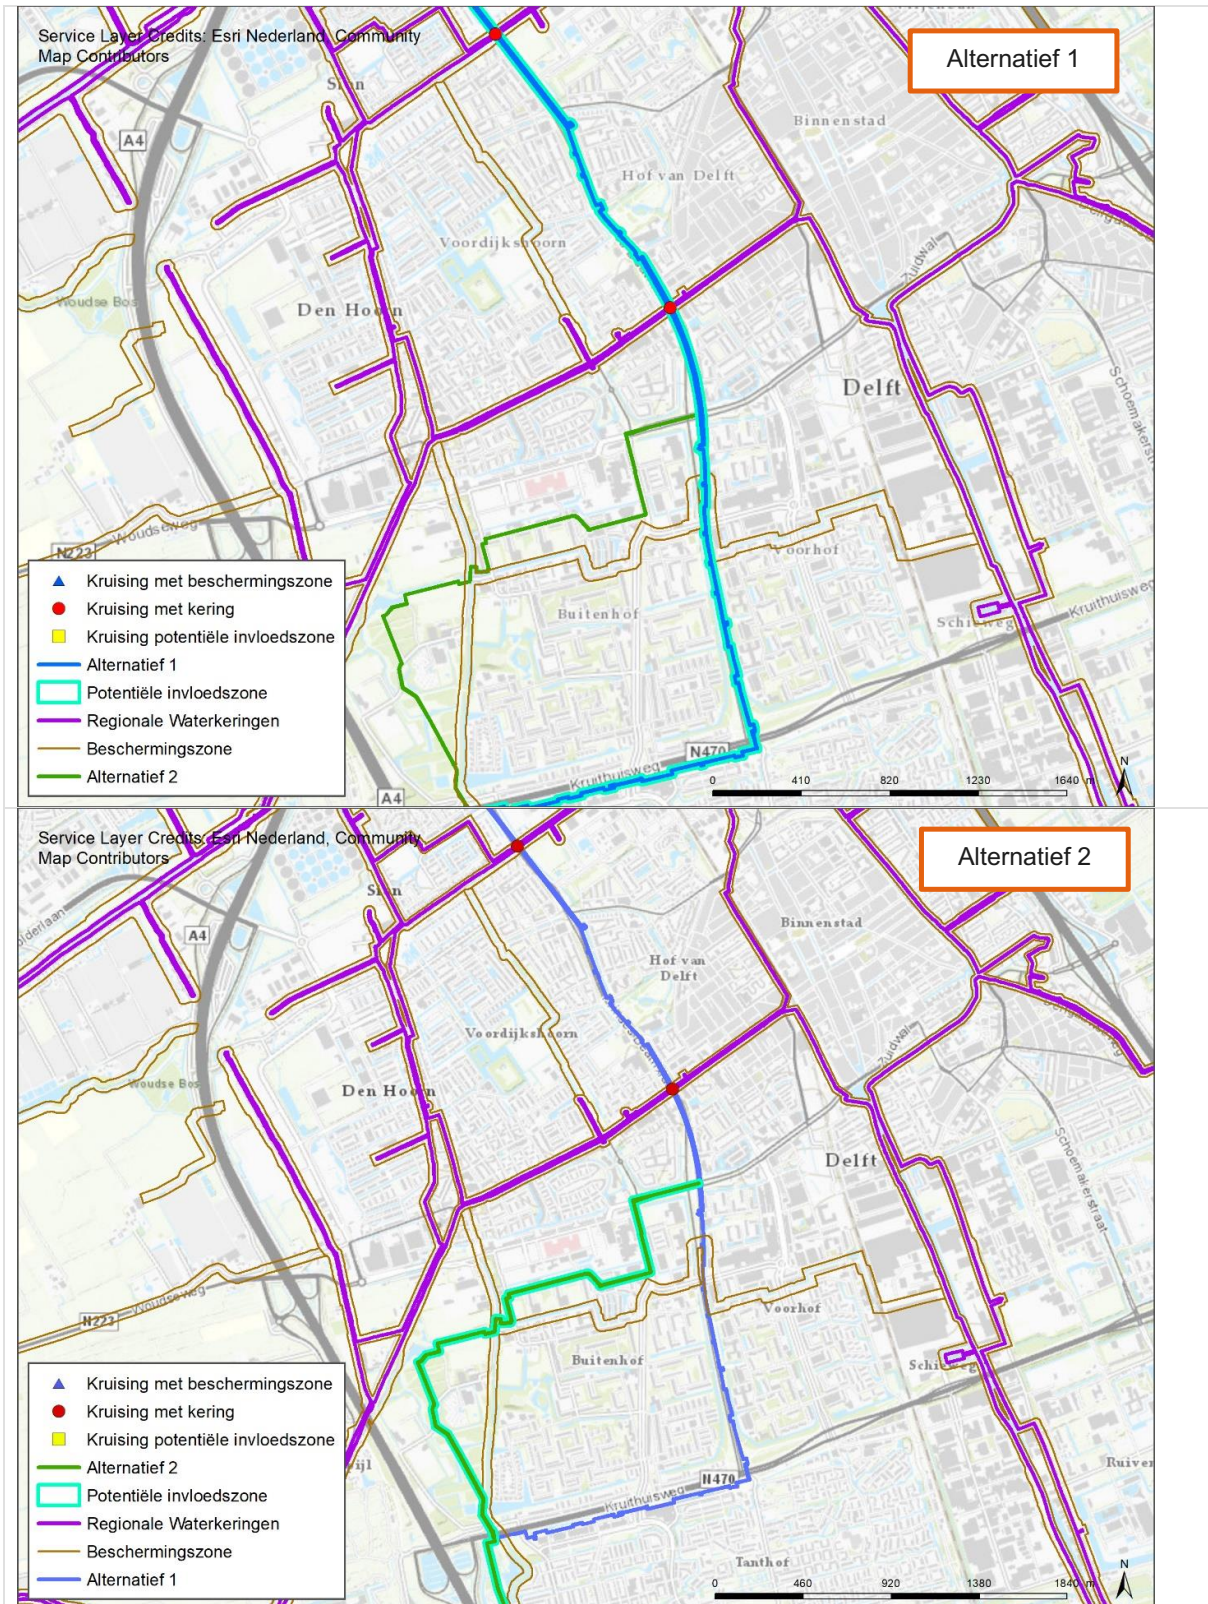 Service Layer Credits: Esri Nederland, Community
Map Contributors
Alternatief 1
A4
Binnenstad
Hof van Delft
Voordijkshoorn
Woudse Bos
Den Hoorn
Zuidwal
Delft
Woudseweg
N223
Voorhof
Buitenhof
Schieweg
Kruithuisweg
N470
Kruithuisweg
A4
Kruising met beschermingszone
Kruising met kering
Kruising potentiële invloedszone
Alternatief 1
Potentiële invloedszone
Regionale Waterkeringen
Beschermingszone
Alternatief 2
0 410 820 1230 1640 m
N
Service Layer Credits: Esri Nederland, Community
Map Contributors
Alternatief 2
A4
Binnenstad
Hof van
Delft
Voordijkshoorn
Woudse Bos
Den Hoorn
Zuidwal
Delft
Schoemakerstraat
Woudseweg
N223
Voorhof
Buitenhof
Schieweg
N470
Kruithuisweg
Tanthof
Kruising met beschermingszone
Kruising met kering
Kruising potentiële invloedszone
Alternatief 2
Potentiële invloedszone
Regionale Waterkeringen
Beschermingszone
Alternatief 1
0 460 920 1380 1840 m
N